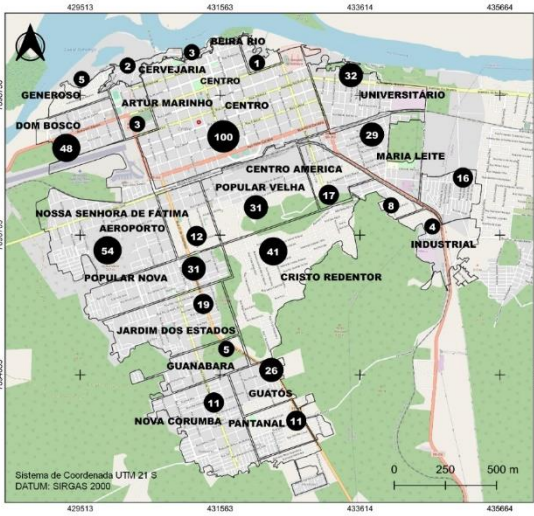 429513 431563 433614 435664
BEIRA RIO
3
1
2
CERVEJARIA
5
CENTRO
32
GENEROSO
UNIVERSITÁRIO
ARTUR MARINHO
CENTRO
DOM BOSCO
3
100
29
48
MARIA LEITE
CENTRO AMERICA
16
POPULAR VELHA
17
31
8
NOSSA SENHORA DE FÁTIMA
4
AEROPORTO
12
INDUSTRIAL
54
41
31
POPULAR NOVA
CRISTO REDENTOR
19
JARDIM DOS ESTADOS
5
GUANABARA
26
GUATÓS
11
NOVA CORUMBA
PANTANAL
11
Sistema de Coordenada UTM 21 S
DATUM: SIRGAS 2000
0 250 500 m
429513 431563 433614 435664